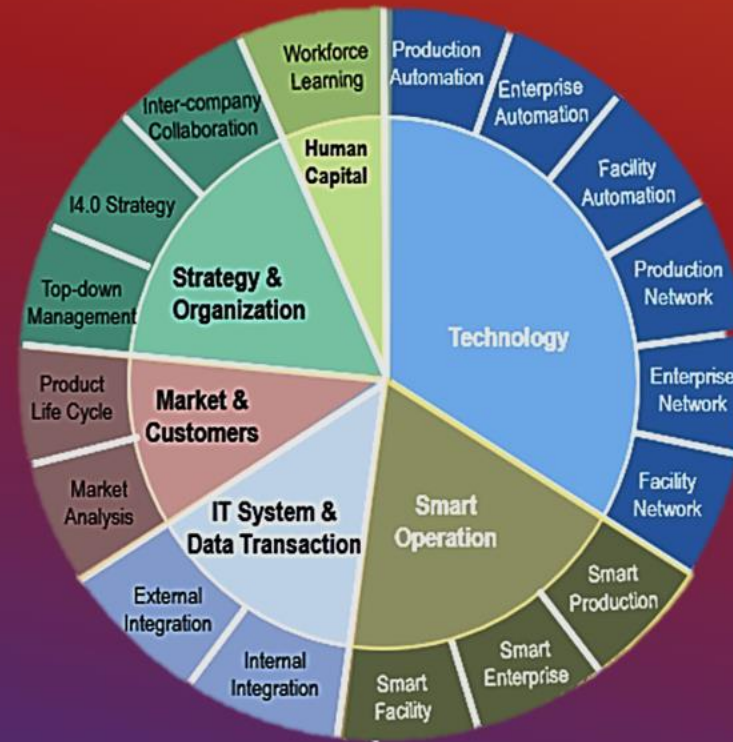 Workforce
Learning
Production
Automation
Enterprise
Automation
Facility
Automation
Production
Network
Enterprise
Network
Facility
Network
Smart
Production
Smart
Enterprise
Smart
Facility
Internal
Integration
External
Integration
Market
Analysis
Product
Life Cycle
Top-down
Management
I4.0 Strategy
Inter-company
Collaboration
Human
Capital
Technology
Smart
Operation
IT System &
Data Transaction
Market &
Customers
Strategy &
Organization